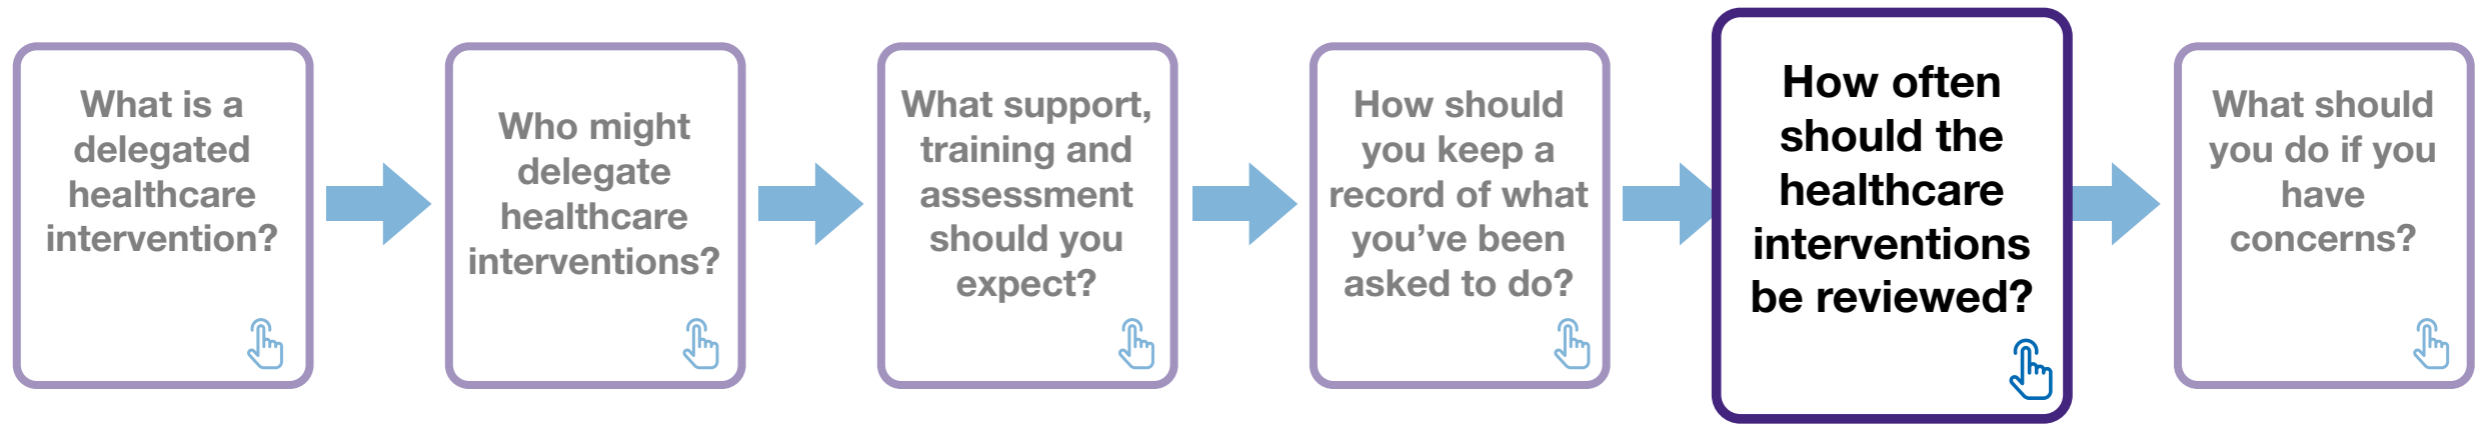 What is a
delegated
healthcare
intervention?
Who might
delegate
healthcare
interventions?
What support,
training and
assessment
should you
expect?
How should
you keep a
record of what
you’ve been
asked to do?
How often
should the
healthcare
interventions
be reviewed?
What should
you do if you
have
concerns?